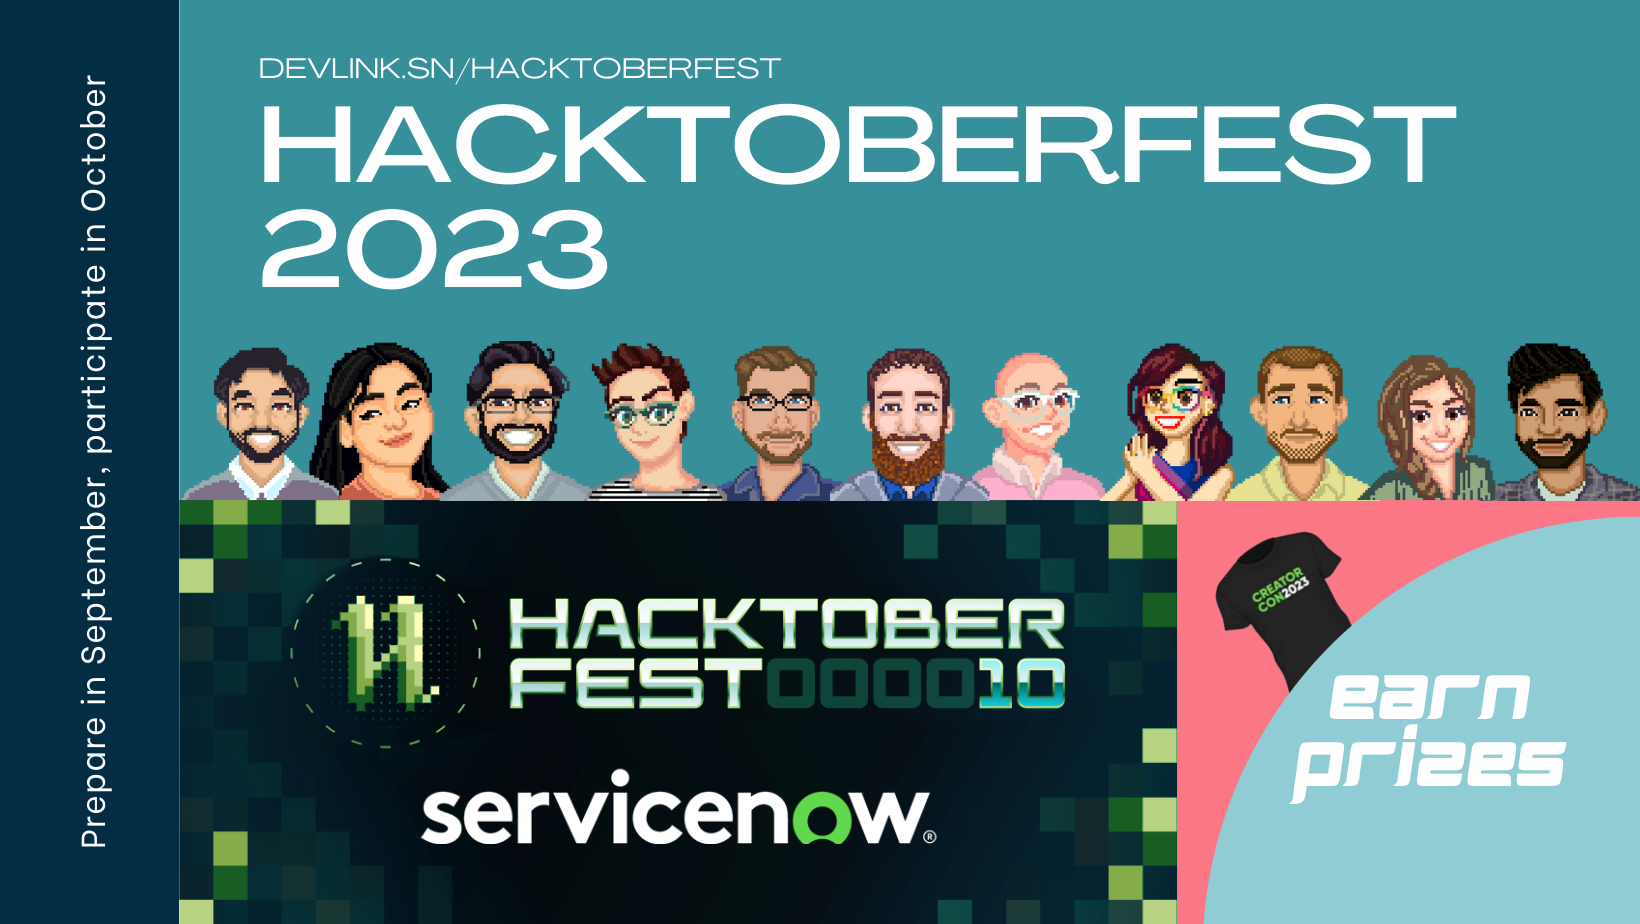 Prepare in September, participate in October
DEVLINK.SN/HACKTOBERFEST
HACKTOBERFEST
2023
HACKTOBER
FEST000010
servicenow®
CREATOR
CON2023
earn
prizes